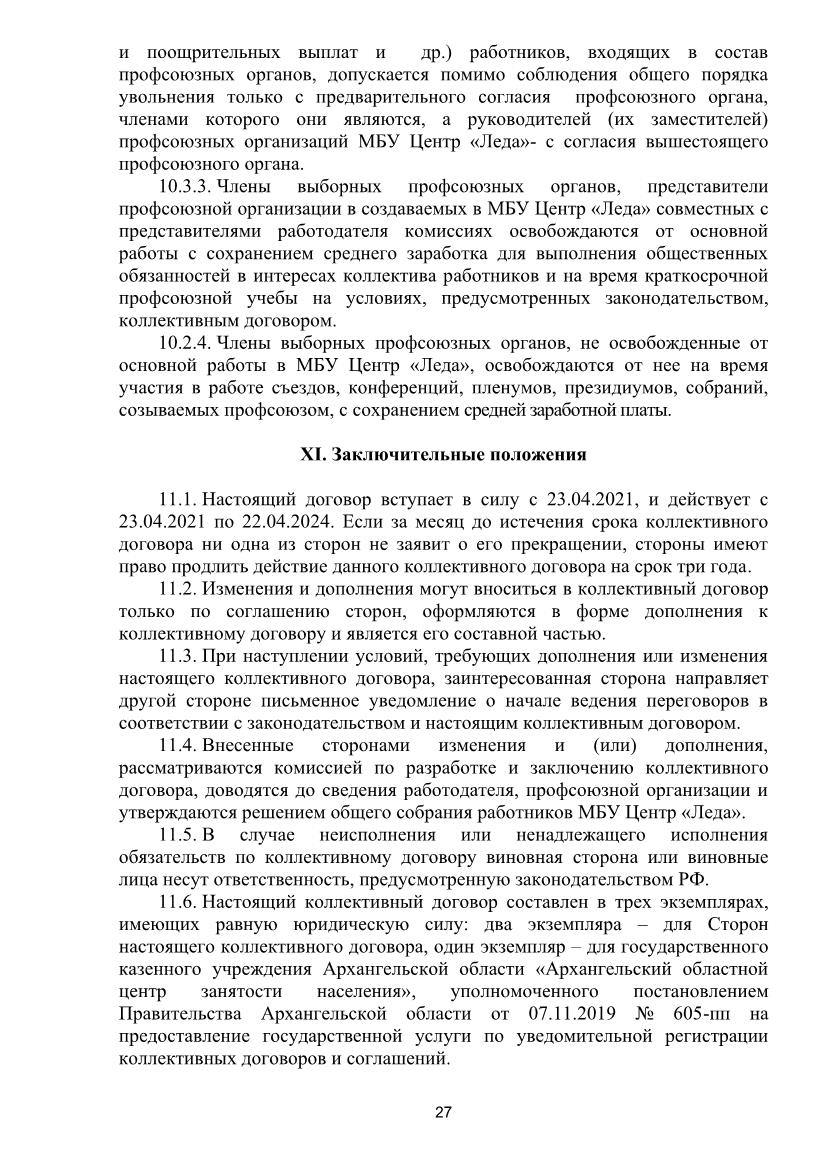 и поощрительных выплат и др.) работников, входящих в состав
профсоюзных органов, допускается помимо соблюдения общего порядка
увольнения только с предварительного согласия профсоюзного органа,
членами которого они являются, а руководителей (их заместителей)
профсоюзных организаций МБУ Центр «Леда»- с согласия вышестоящего
профсоюзного органа.
10.3.3. Члены выборных профсоюзных органов, представители
профсоюзной организации в создаваемых в МБУ Центр «Леда» совместных с
представителями работодателя комиссиях освобождаются от основной
работы с сохранением среднего заработка для выполнения общественных
обязанностей в интересах коллектива работников и на время краткосрочной
профсоюзной учебы на условиях, предусмотренных законодательством,
коллективным договором.
10.2.4. Члены выборных профсоюзных органов, не освобожденные от
основной работы в МБУ Центр «Леда», освобождаются от нее на время
участия в работе съездов, конференций, пленумов, президиумов, собраний,
созываемых профсоюзом, с сохранением средней заработной платы.
XI. Заключительные положения
11.1. Настоящий договор вступает в силу с 23.04.2021, и действует с
23.04.2021 по 22.04.2024. Если за месяц до истечения срока коллективного
договора ни одна из сторон не заявит о его прекращении, стороны имеют
право продлить действие данного коллективного договора на срок три года.
11.2. Изменения и дополнения могут вноситься в коллективный договор
только по соглашению сторон, оформляются в форме дополнения к
коллективному договору и является его составной частью.
11.3. При наступлении условий, требующих дополнения или изменения
настоящего коллективного договора, заинтересованная сторона направляет
другой стороне письменное уведомление о начале ведения переговоров в
соответствии с законодательством и настоящим коллективным договором.
11.4. Внесенные сторонами изменения и (или) дополнения,
рассматриваются комиссией по разработке и заключению коллективного
договора, доводятся до сведения работодателя, профсоюзной организации и
утверждаются решением общего собрания работников МБУ Центр «Леда».
11.5. В случае неисполнения или ненадлежащего исполнения
обязательств по коллективному договору виновная сторона или виновные
лица несут ответственность, предусмотренную законодательством РФ.
11.6. Настоящий коллективный договор составлен в трех экземплярах,
имеющих равную юридическую силу: два экземпляра – для Сторон
настоящего коллективного договора, один экземпляр – для государственного
казенного учреждения Архангельской области «Архангельский областной
центр занятости населения», уполномоченного постановлением
Правительства Архангельской области от 07.11.2019 № 605-пп на
предоставление государственной услуги по уведомительной регистрации
коллективных договоров и соглашений.
27